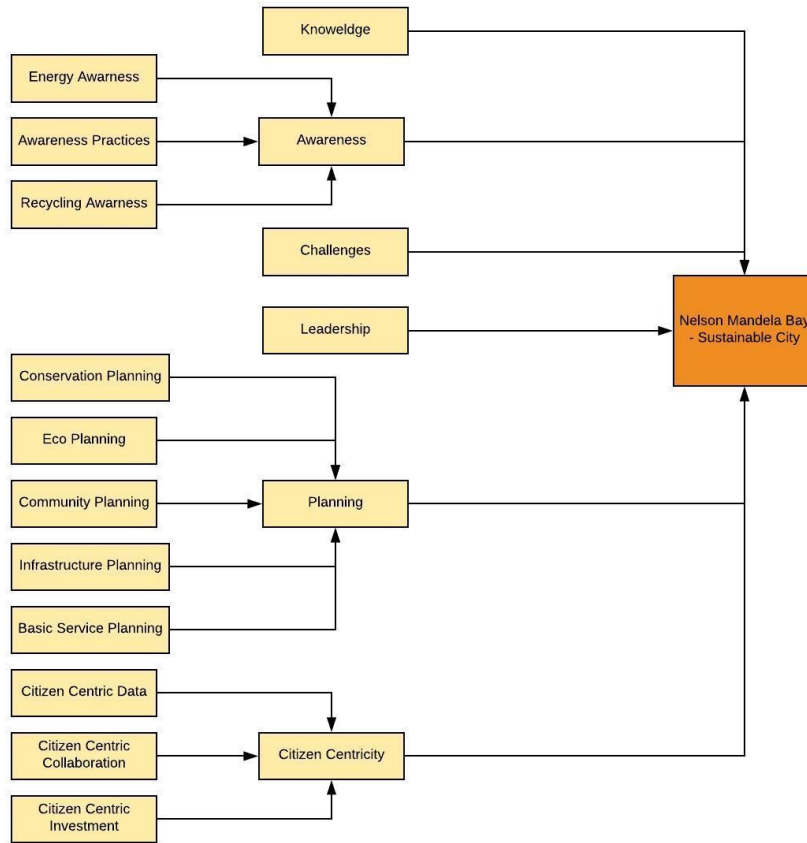 Knoweldge
Energy Awarness
Awareness Practices
Awareness
Recycling Awarness
Challenges
Leadership
Nelson Mandela Bay
- Sustainable City
Conservation Planning
Eco Planning
Community Planning
Planning
Infrastructure Planning
Basic Service Planning
Citizen Centric Data
Citizen Centric
Collaboration
Citizen Centricity
Citizen Centric
Investment